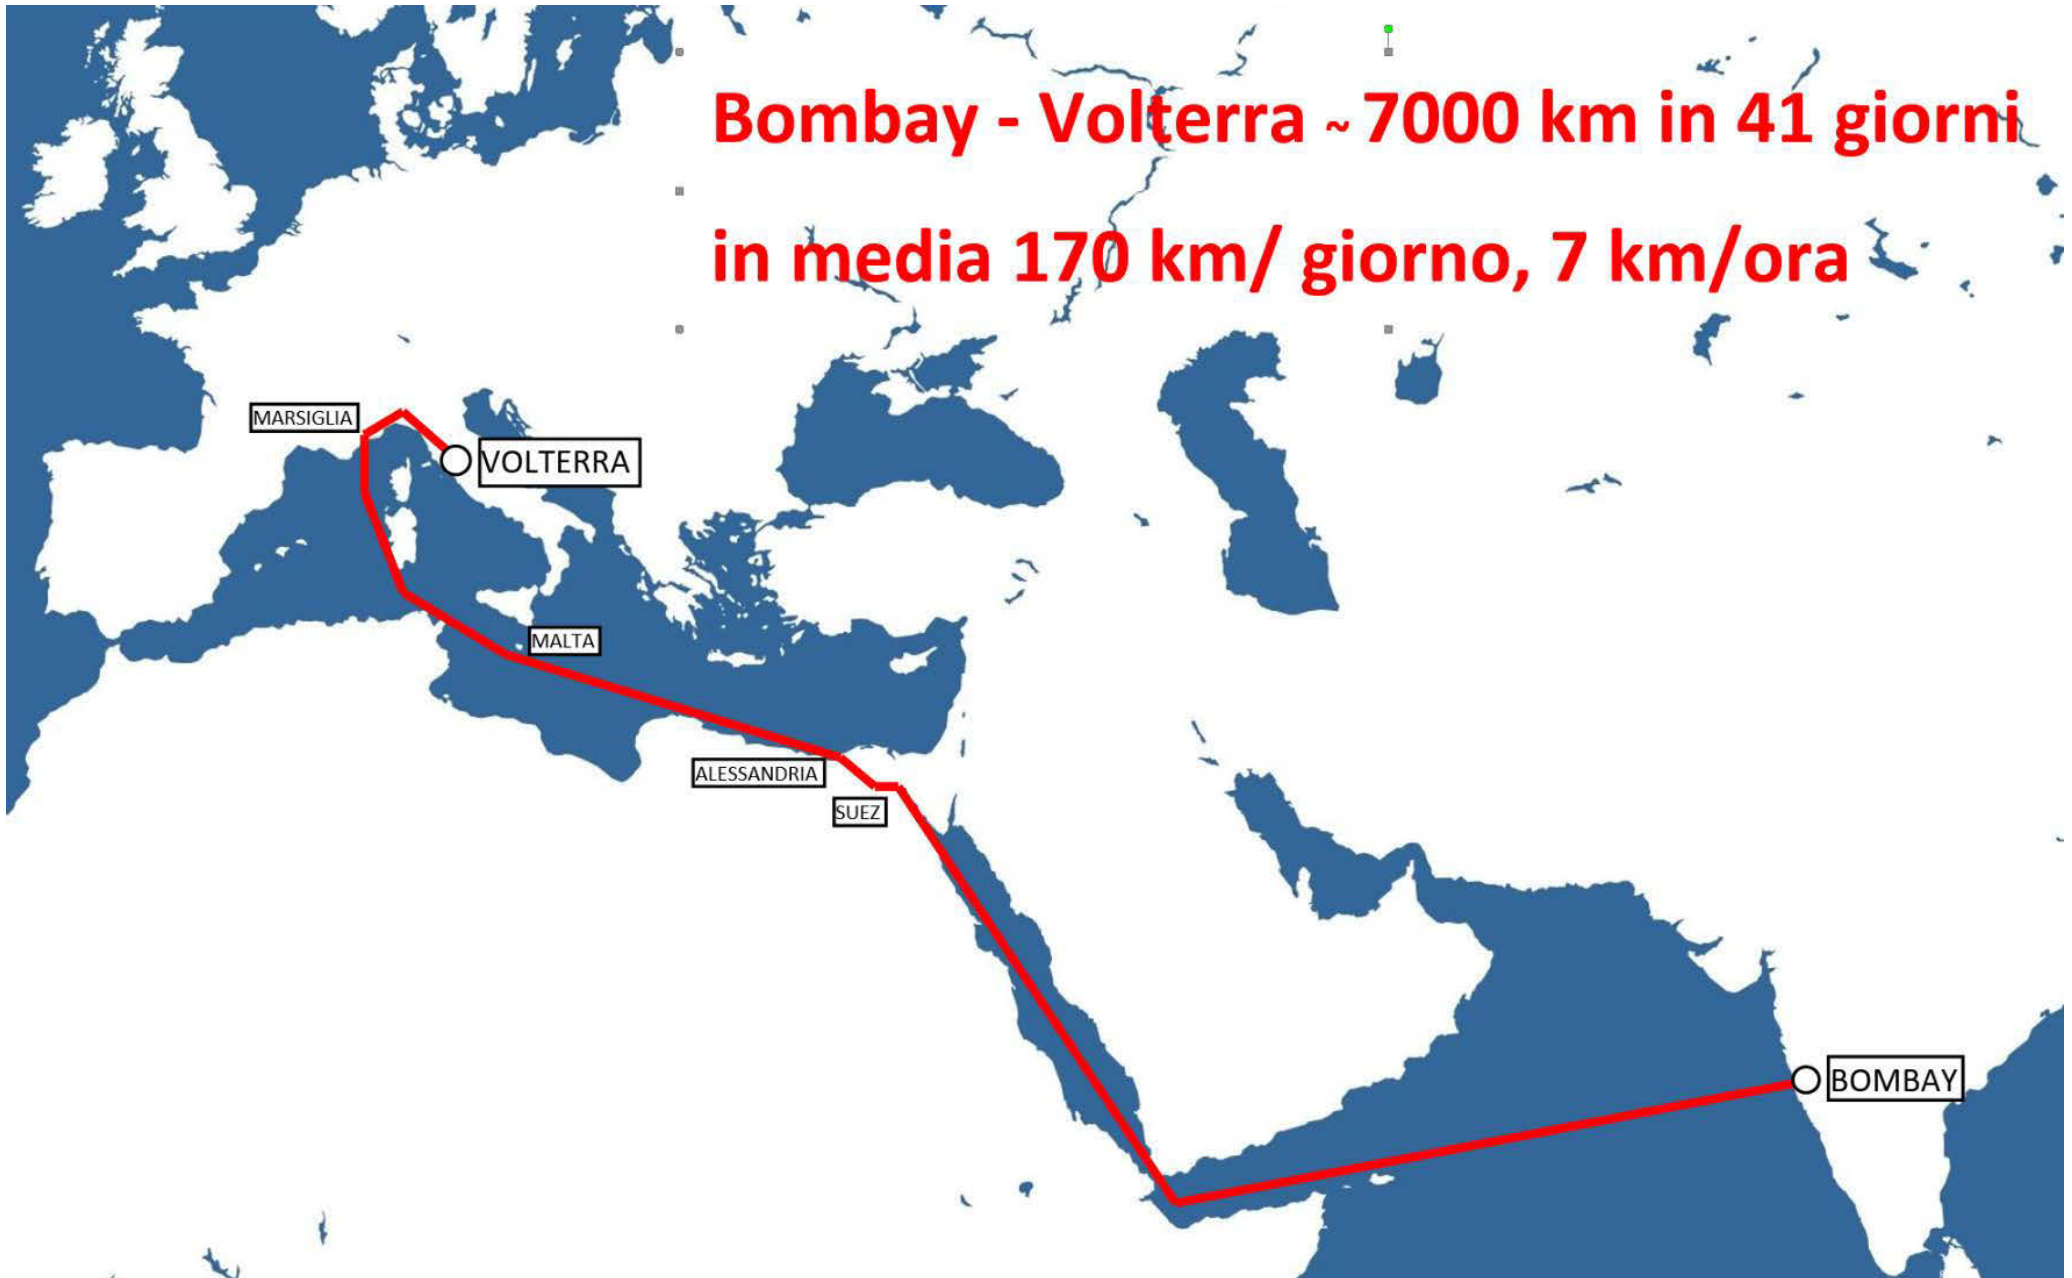 Bombay - Volterra ~ 7000 km in 41 giorni
in media 170 km/ giorno, 7 km/ora
MARSIGLIA
VOLTERRA
MALTA
ALESSANDRIA
SUEZ
BOMBAY